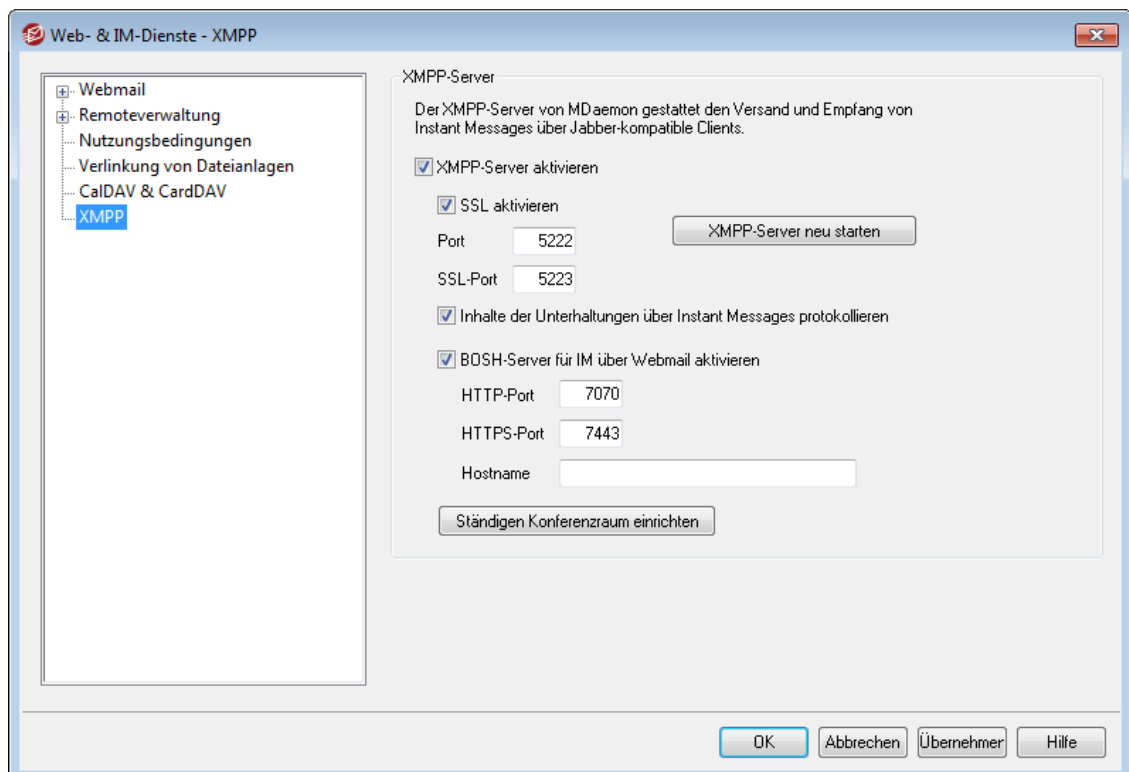 Web- & IM-Dienste - XMPP
Webmail
Remoteverwaltung
Nutzungsbedingungen
Verlinkung von Dateianlagen
CalDAV & CardDAV
XMPP
XMPP-Server
Der XMPP-Server von MDaemon gestattet den Versand und Empfang von
Instant Messages über Jabber-kompatible Clients.
XMPP-Server aktivieren
SSL aktivieren
Port 5222
XMPP-Server neu starten
SSL-Port 5223
Inhalte der Unterhaltungen über Instant Messages protokollieren
BOSH-Server für IM über Webmail aktivieren
HTTP-Port 7070
HTTPS-Port 7443
Hostname
Ständigen Konferenzraum einrichten
OK Abbrechen Übernehmer Hilfe